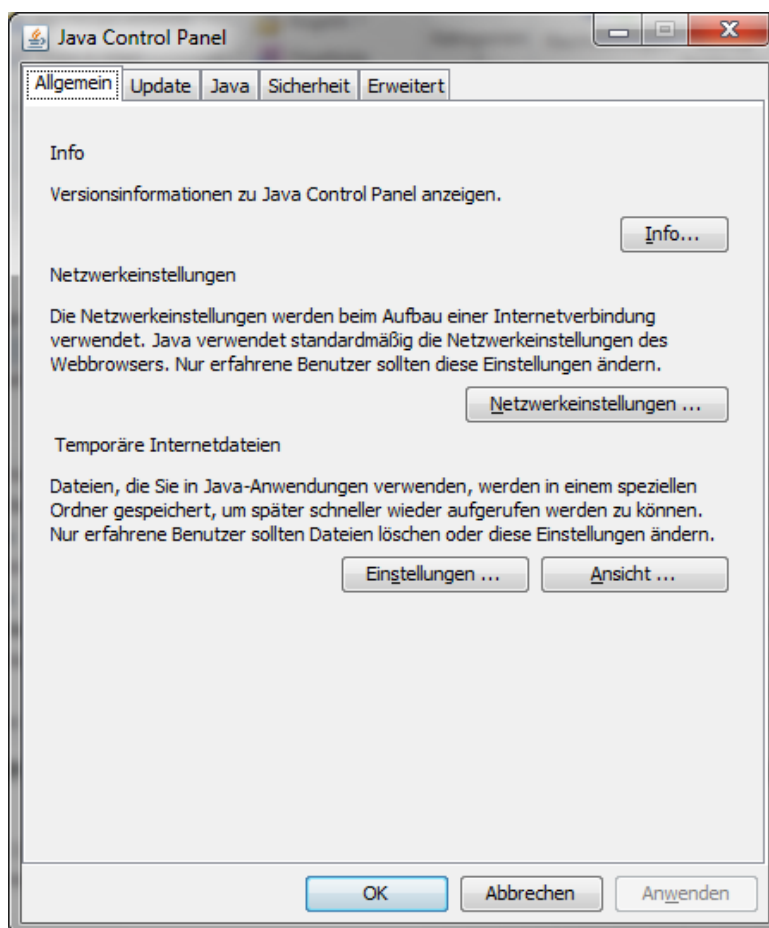 Java Control Panel
Allgemein Update Java Sicherheit Erweitert
Info
Versionsinformationen zu Java Control Panel anzeigen.
Info...
Netzwerkeinstellungen
Die Netzwerkeinstellungen werden beim Aufbau einer Internetverbindung
verwendet. Java verwendet standardmäßig die Netzwerkeinstellungen des
Webbrowsers. Nur erfahrene Benutzer sollten diese Einstellungen ändern.
Netzwerkeinstellungen ...
Temporäre Internetdateien
Dateien, die Sie in Java-Anwendungen verwenden, werden in einem speziellen
Ordner gespeichert, um später schneller wieder aufgerufen werden zu können.
Nur erfahrene Benutzer sollten Dateien löschen oder diese Einstellungen ändern.
Einstellungen ... Ansicht ...
OK Abbrechen Anwenden